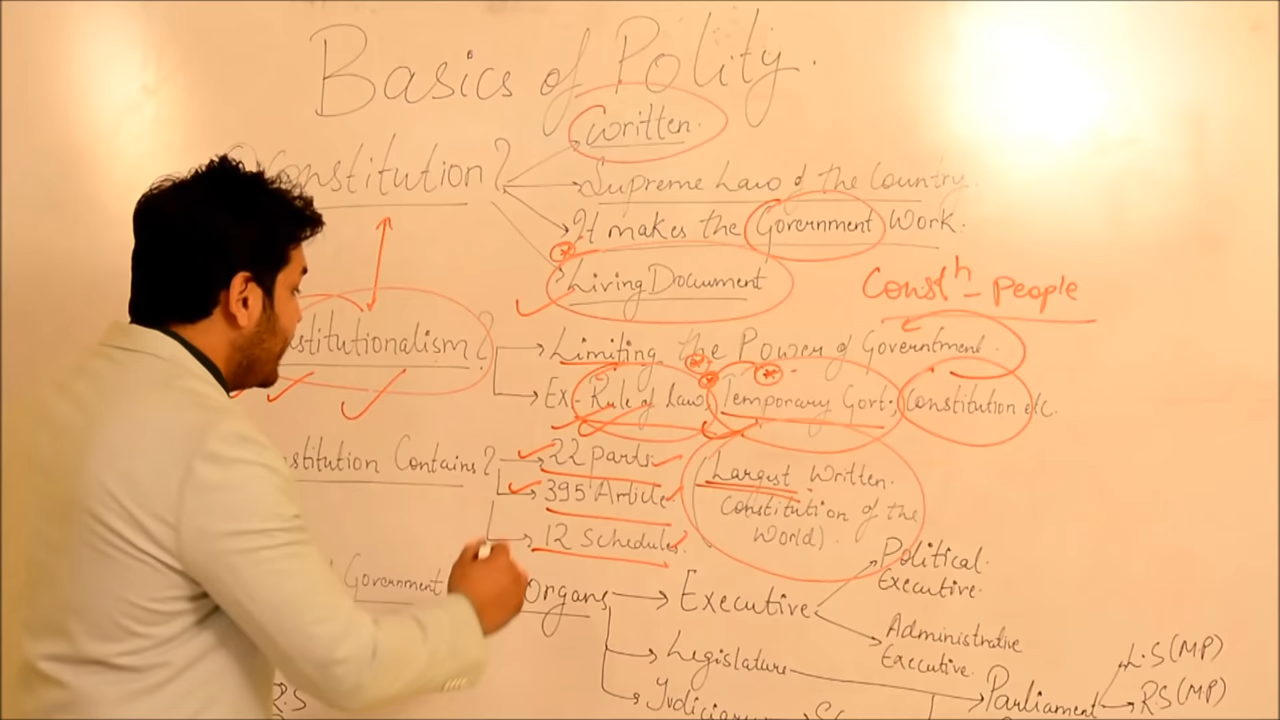 Basics of Polity.
Constitution?
Written.
Supreme Law of the Country.
It makes the Government Work.
Living Document
Constⁿ - People
stitutionalism?
Limiting the Power of Government.
Ex- Rule of Law, Temporary Govt., Constitution etc.
stitution Contains?
22 parts.
395 Article.
12 Schedules.
(Largest Written
Constitution of the
World).
Government
organs
Executive
Political
Executive.
Administrative
Executive.
Legislature
Parliament
L.S (MP)
R.S (MP)
Judiciary
R.S